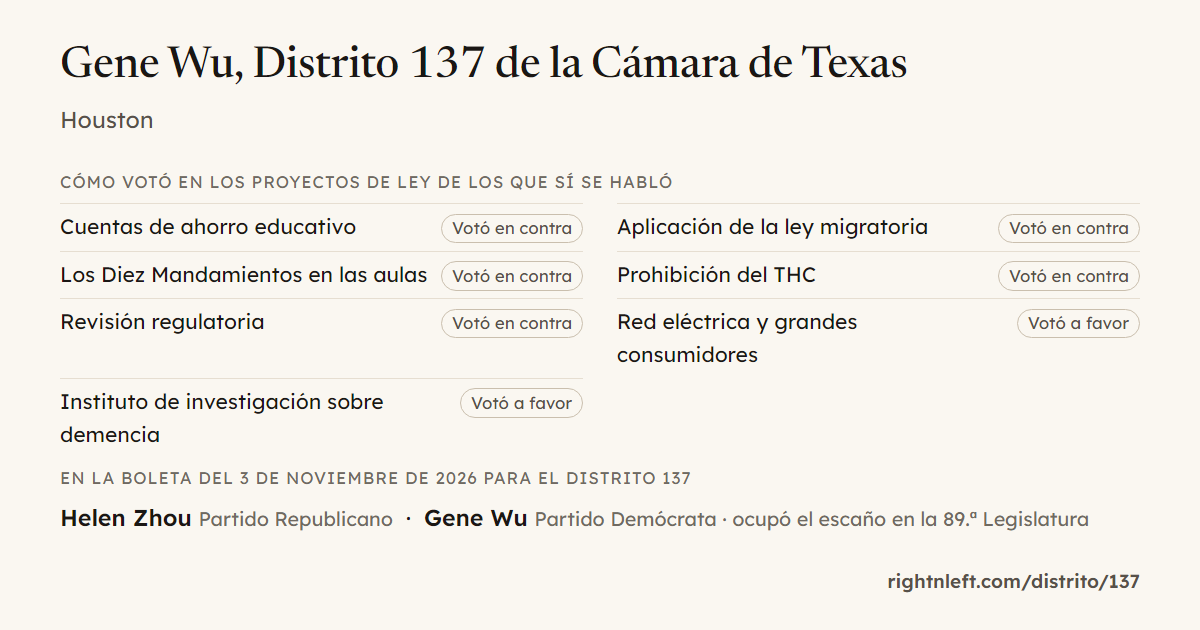 Gene Wu, Distrito 137 de la Cámara de Texas
Houston
CÓMO VOTÓ EN LOS PROYECTOS DE LEY DE LOS QUE SÍ SE HABLÓ
Cuentas de ahorro educativo Votó en contra
Aplicación de la ley migratoria Votó en contra
Los Diez Mandamientos en las aulas Votó en contra
Prohibición del THC Votó en contra
Revisión regulatoria Votó en contra
Red eléctrica y grandes Votó a favor
consumidores
Instituto de investigación sobre Votó a favor
demencia
EN LA BOLETA DEL 3 DE NOVIEMBRE DE 2026 PARA EL DISTRITO 137
Helen Zhou Partido Republicano · Gene Wu Partido Demócrata · ocupó el escaño en la 89.ª Legislatura
rightnleft.com/distrito/137